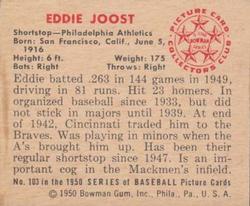 EDDIE JOOST
Shortstop—Philadelphia Athletics
Born: San Francisco, Calif., June 5,
1916
Height: 6 ft. Weight: 175
Bats: Right Throws: Right
PICTURE CARD
COLLECTORS CLUB
BOWMAN
Eddie batted .263 in 144 games in 1949,
driving in 81 runs. Hit 23 homers. In
organized baseball since 1933, but did
not stick in majors until 1939. At end
of 1942, Cincinnati traded him to the
Braves. Was playing in minors when the
A's brought him up. Has been their
regular shortstop since 1947. Is an im-
portant cog in the Mackmen's infield.
No. 103 in the 1950 SERIES of BASEBALL Picture Cards
© 1950 Bowman Gum, Inc., Phila., Pa., U. S. A.